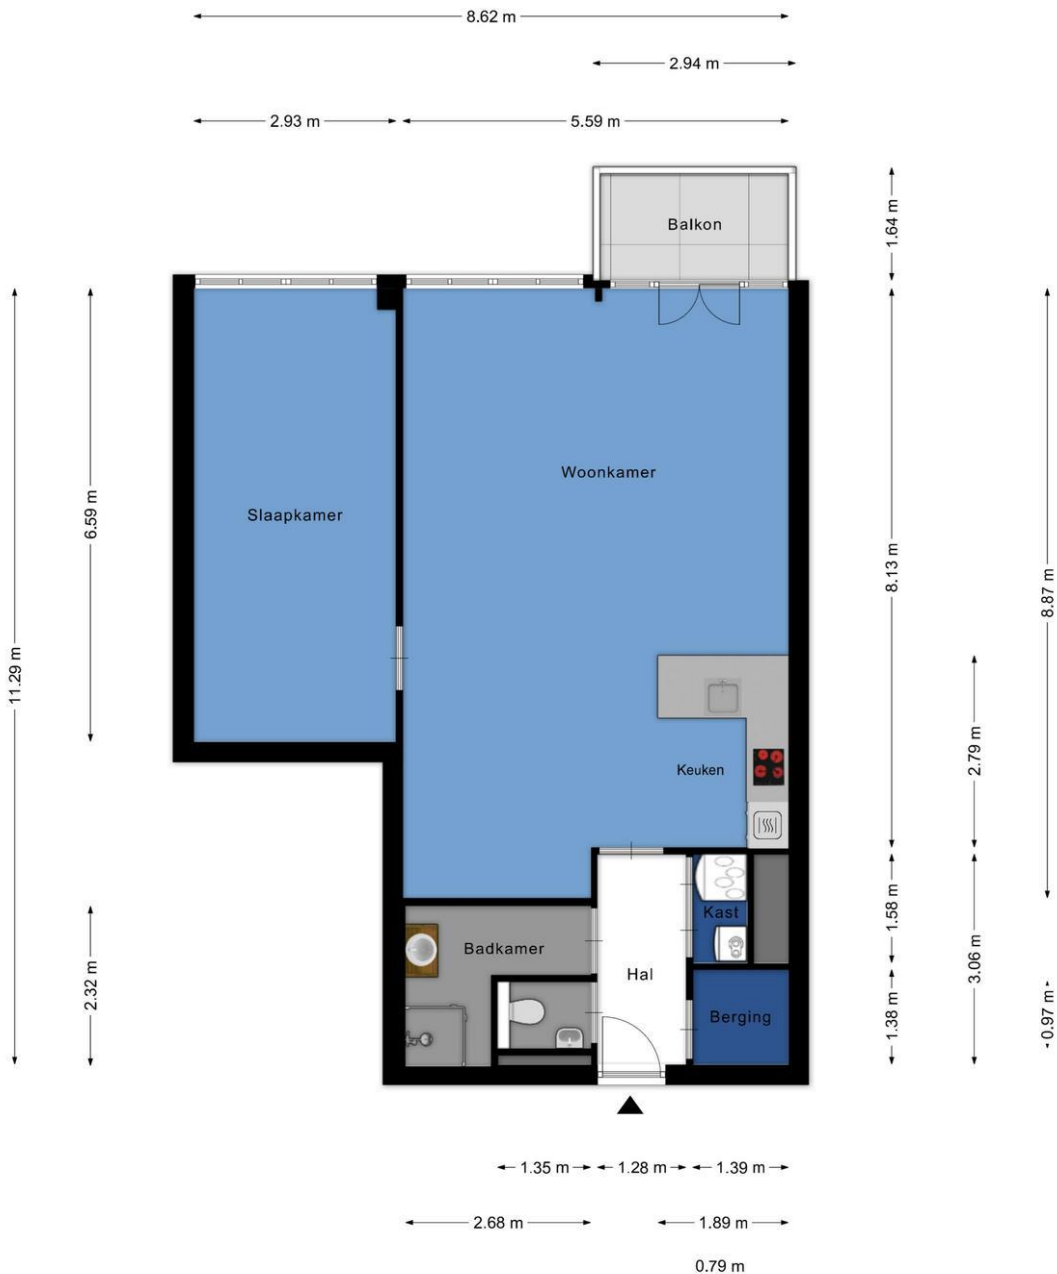 8.62 m
2.94 m
2.93 m
5.59 m
1.64 m
Balkon
Woonkamer
Slaapkamer
6.59 m
8.13 m
8.87 m
11.29 m
2.79 m
Keuken
Kast
1.58 m
Badkamer
3.06 m
Hal
2.32 m
Berging
1.38 m
0.97 m
1.35 m
1.28 m
1.39 m
2.68 m
1.89 m
0.79 m